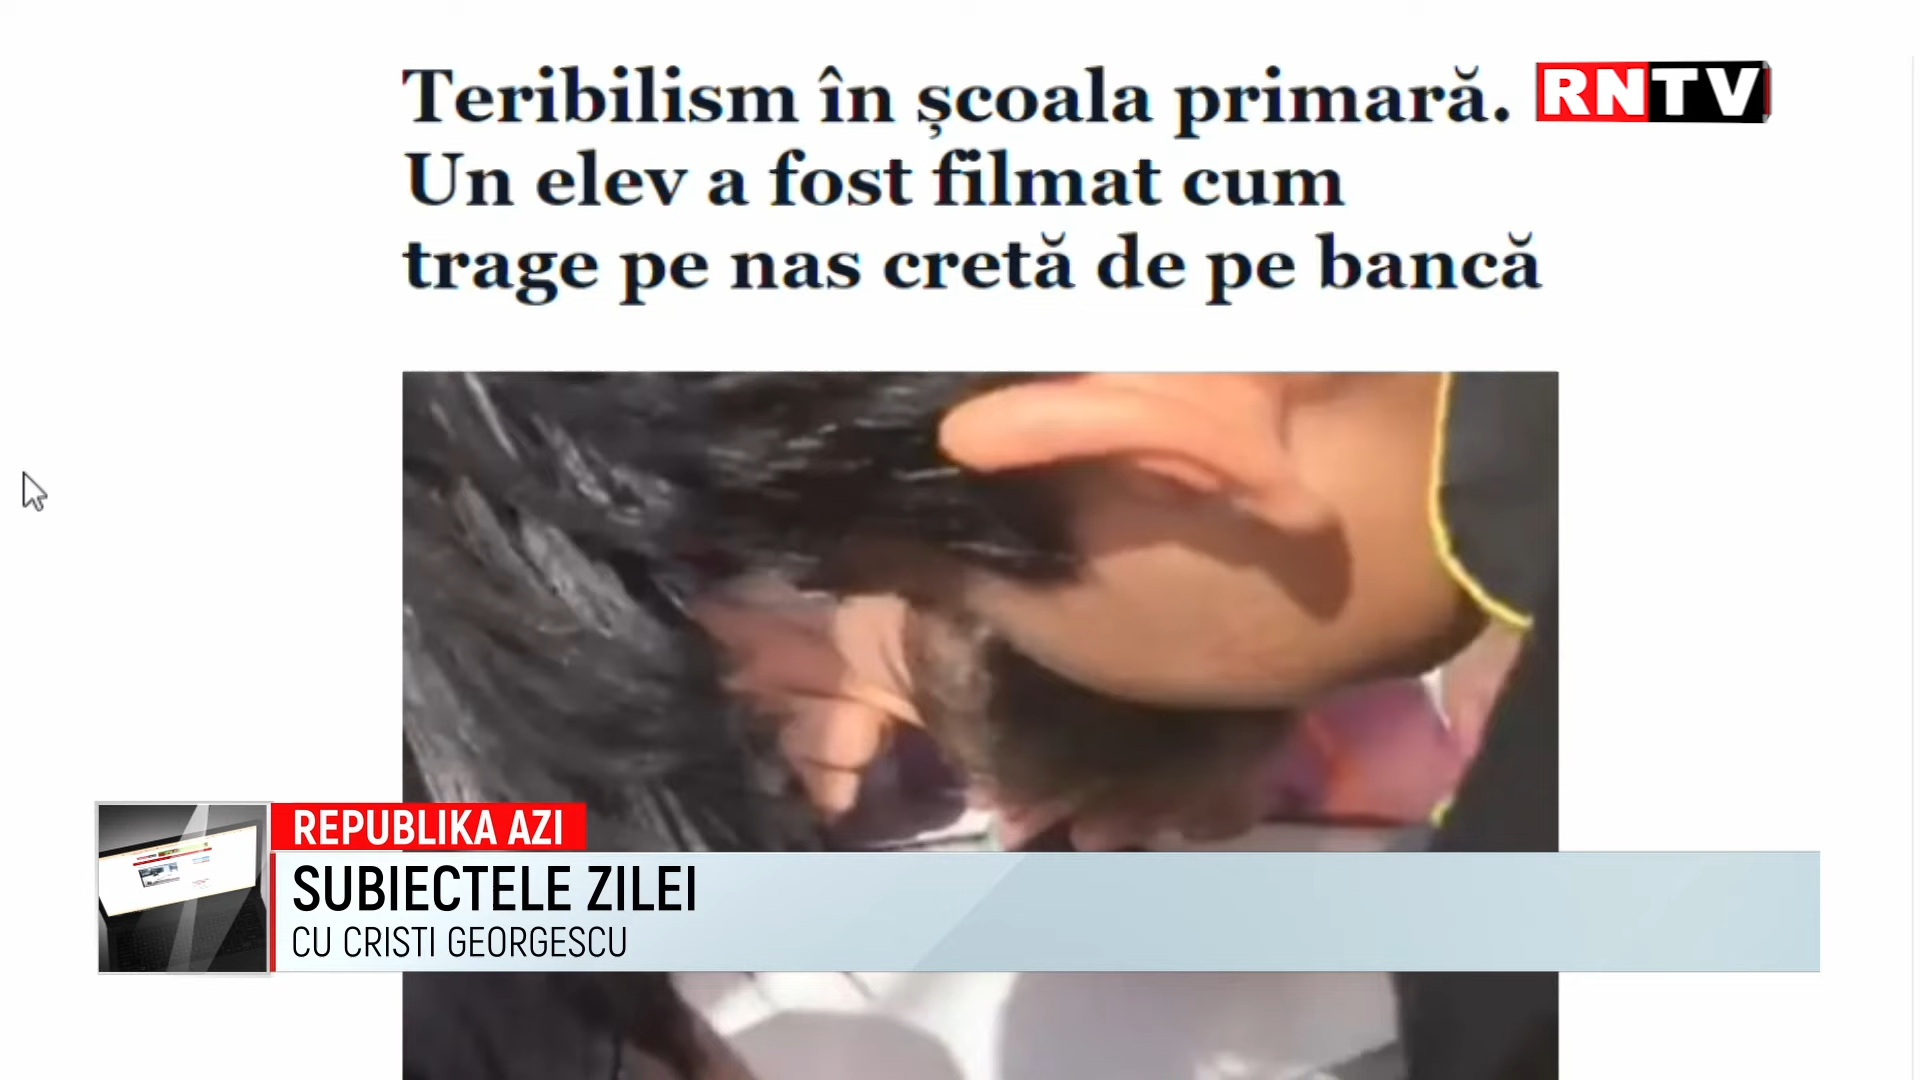 Teribilism în școala primară.
RNTV
Un elev a fost filmat cum
trage pe nas cretă de pe bancă
REPUBLIKA AZI
SUBIECTELE ZILEI
CU CRISTI GEORGESCU